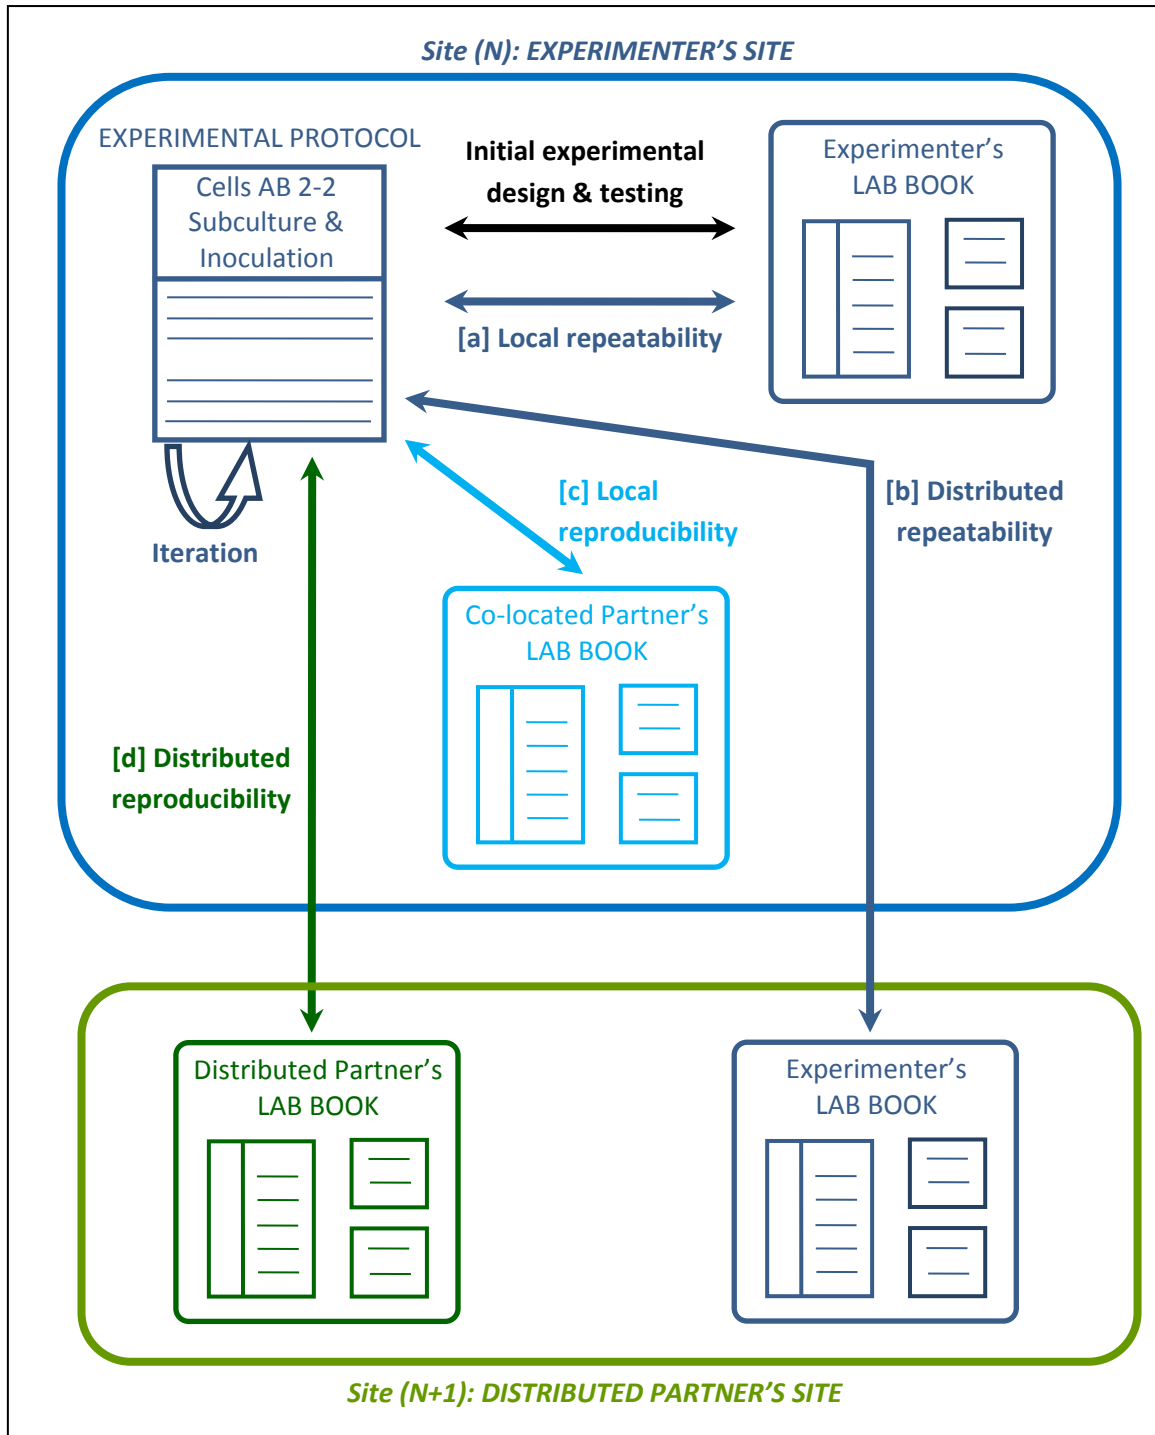 Site (N): EXPERIMENTER’S SITE
EXPERIMENTAL PROTOCOL
Cells AB 2-2
Subculture &
Inoculation
Initial experimental
design & testing
[a] Local repeatability
Experimenter’s
LAB BOOK
Iteration
[c] Local
reproducibility
[b] Distributed
repeatability
Co-located Partner’s
LAB BOOK
[d] Distributed
reproducibility
Distributed Partner’s
LAB BOOK
Experimenter’s
LAB BOOK
Site (N+1): DISTRIBUTED PARTNER’S SITE